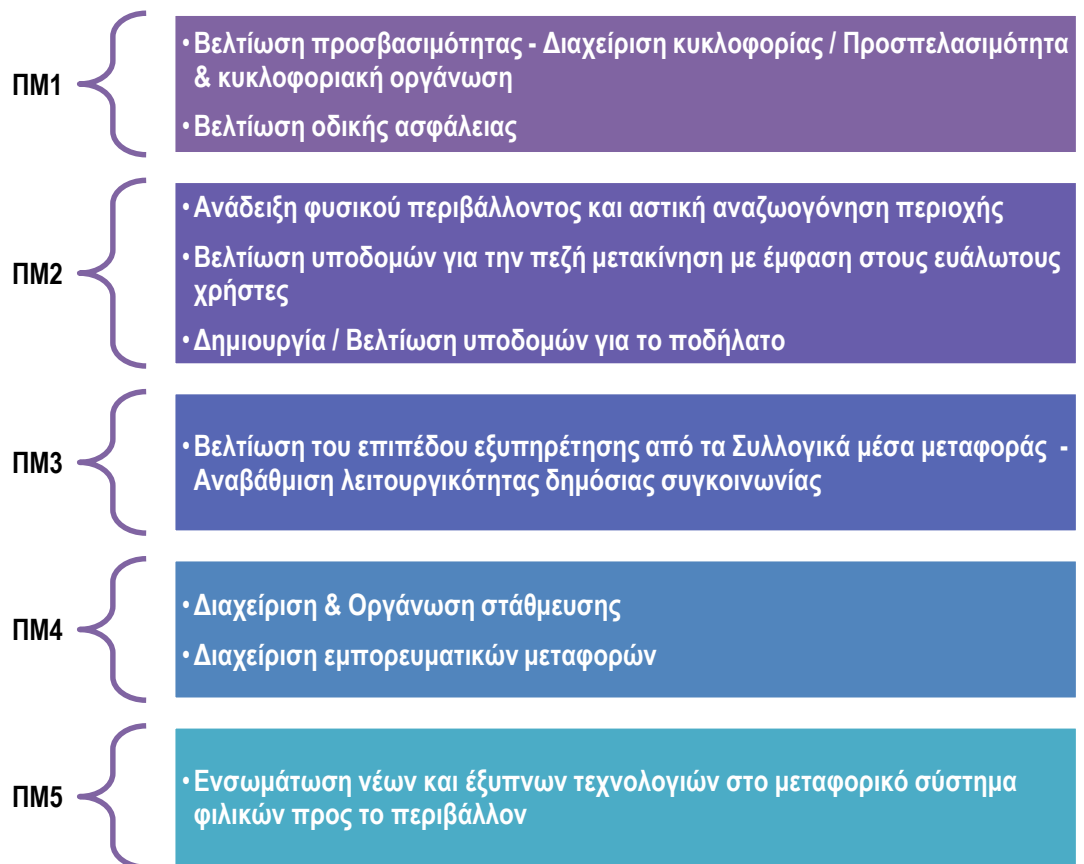 ΠΜ1
• Βελτίωση προσβασιμότητας - Διαχείριση κυκλοφορίας / Προσπελασιμότητα
& κυκλοφοριακή οργάνωση
• Βελτίωση οδικής ασφάλειας
ΠΜ2
• Ανάδειξη φυσικού περιβάλλοντος και αστική αναζωογόνηση περιοχής
• Βελτίωση υποδομών για την πεζή μετακίνηση με έμφαση στους ευάλωτους
χρήστες
• Δημιουργία / Βελτίωση υποδομών για το ποδήλατο
ΠΜ3
• Βελτίωση του επιπέδου εξυπηρέτησης από τα Συλλογικά μέσα μεταφοράς -
Αναβάθμιση λειτουργικότητας δημόσιας συγκοινωνίας
ΠΜ4
• Διαχείριση & Οργάνωση στάθμευσης
• Διαχείριση εμπορευματικών μεταφορών
ΠΜ5
• Ενσωμάτωση νέων και έξυπνων τεχνολογιών στο μεταφορικό σύστημα
φιλικών προς το περιβάλλον